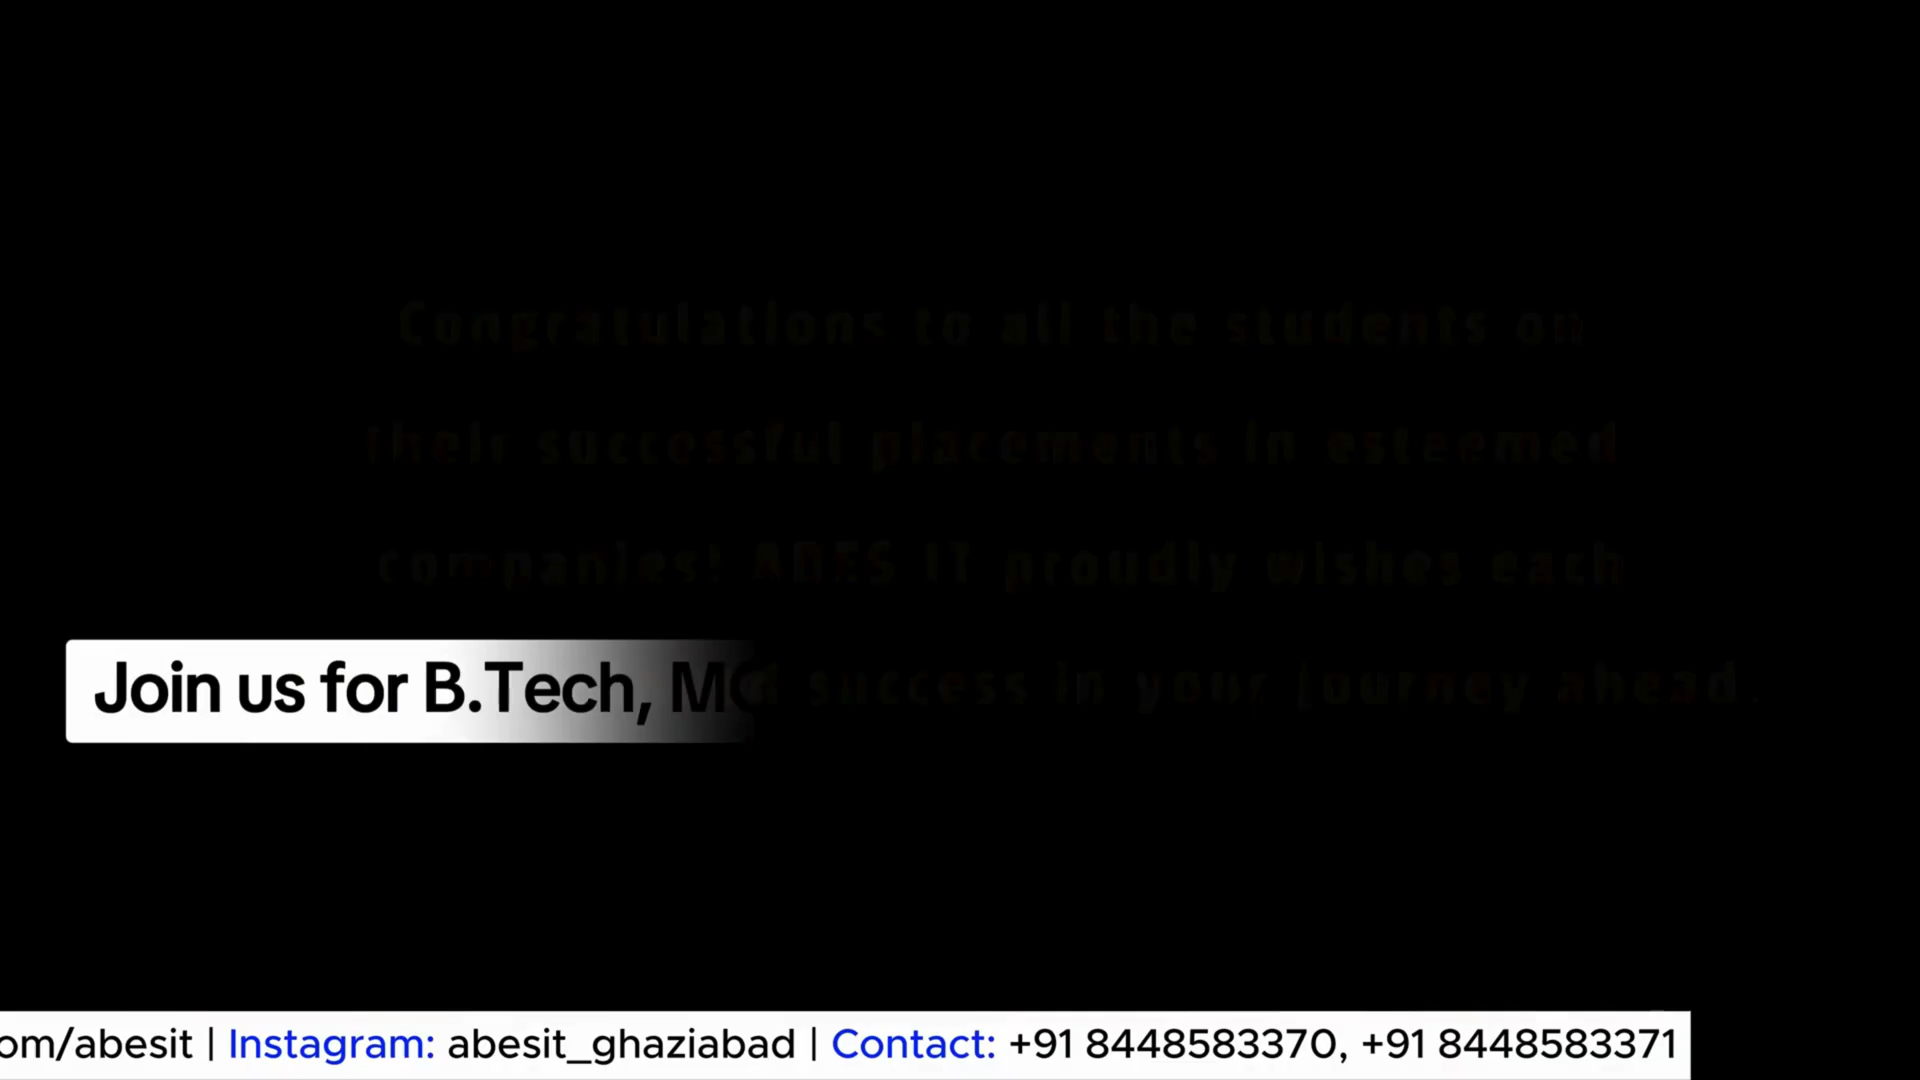 Congratulations to all the students on
their successful placements in esteemed
companies! ABES IT proudly wishes each
success in your journey ahead.
Join us for B.Tech, MC
om/abesit | Instagram: abesit_ghaziabad | Contact: +91 8448583370, +91 8448583371